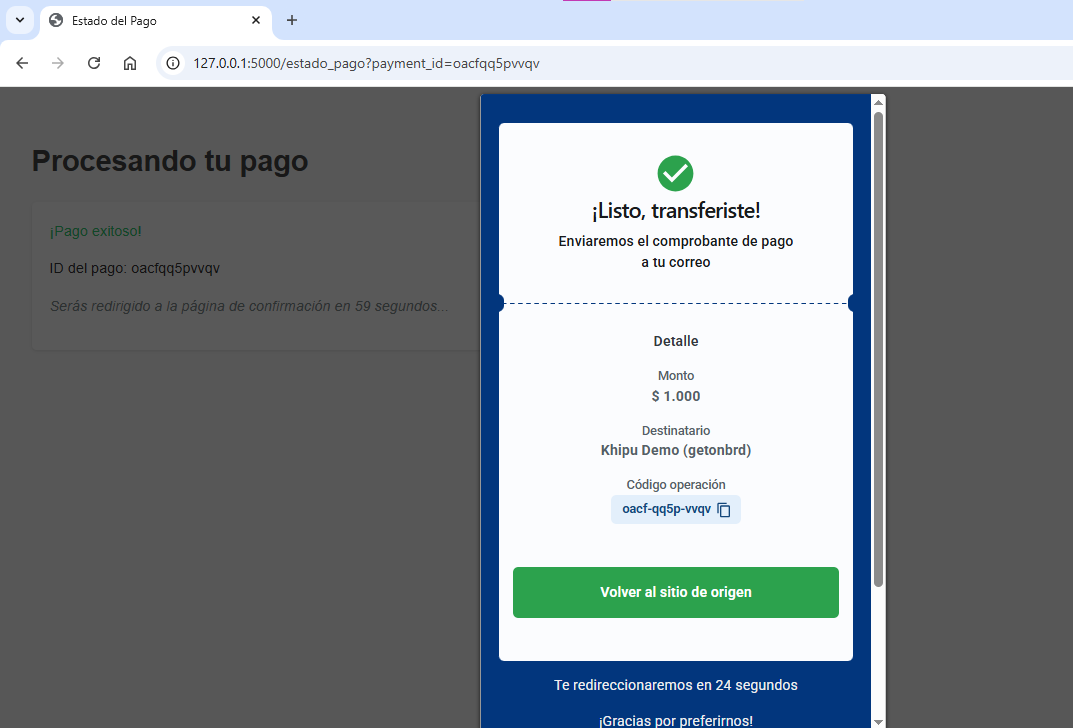 Estado del Pago
127.0.0.1:5000/estado_pago?payment_id=oacfqq5pvvqv
Procesando tu pago
¡Pago exitoso!
ID del pago: oacfqq5pvvqv
Serás redirigido a la página de confirmación en 59 segundos...
¡Listo, transferiste!
Enviaremos el comprobante de pago
a tu correo
Detalle
Monto
$ 1.000
Destinatario
Khipu Demo (getonbrd)
Código operación
oacf-qq5p-vvqv
Volver al sitio de origen
Te redireccionaremos en 24 segundos
¡Gracias por preferirnos!